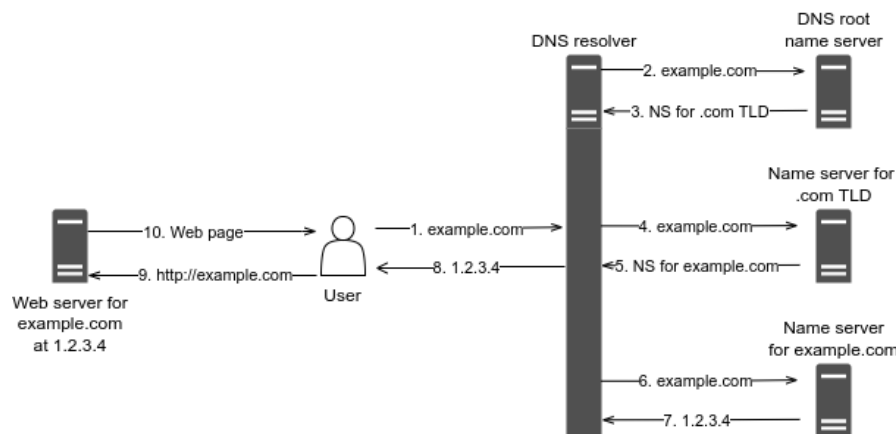 DNS root
name server
DNS resolver
2. example.com
3. NS for .com TLD
Name server for
.com TLD
10. Web page
1. example.com
4. example.com
9. http://example.com
8. 1.2.3.4
5. NS for example.com
User
Web server for
example.com
at 1.2.3.4
Name server
for example.com
6. example.com
7. 1.2.3.4